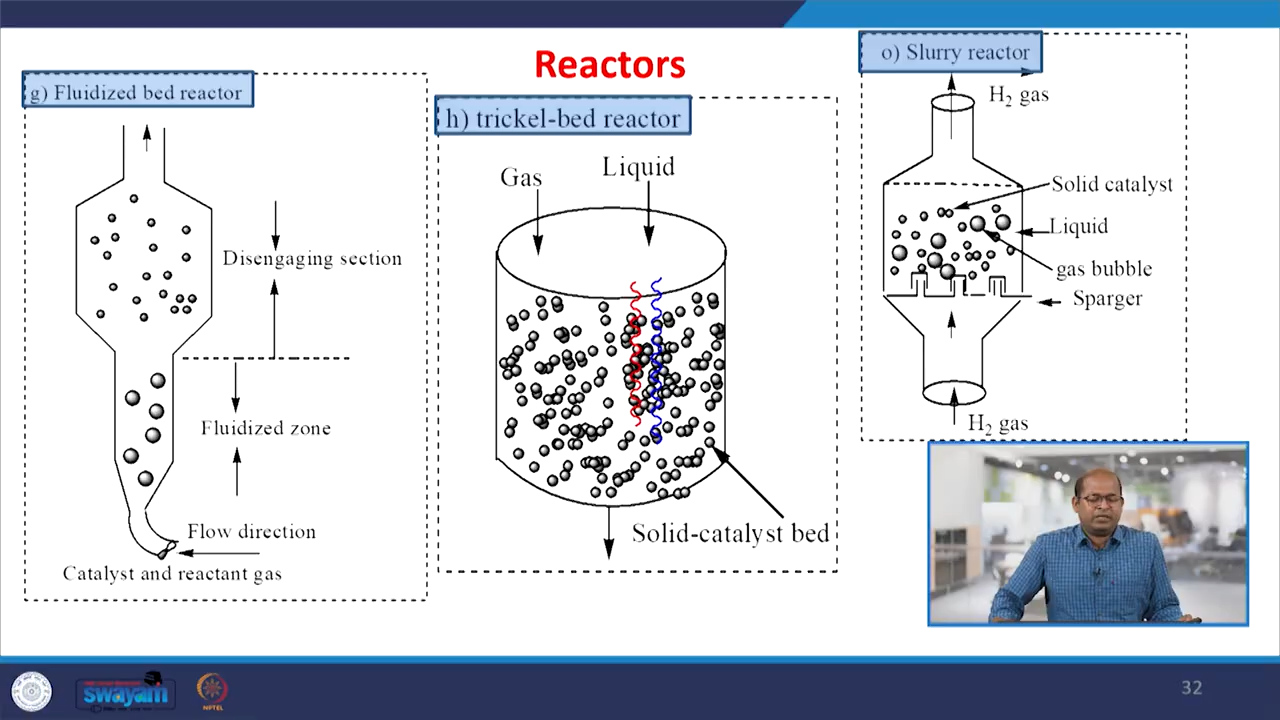 Reactors
g) Fluidized bed reactor
Disengaging section
Fluidized zone
Flow direction
Catalyst and reactant gas
h) trickel-bed reactor
Gas
Liquid
Solid-catalyst bed
o) Slurry reactor
H2 gas
Solid catalyst
Liquid
gas bubble
Sparger
H2 gas
swayam
NPTEL
32